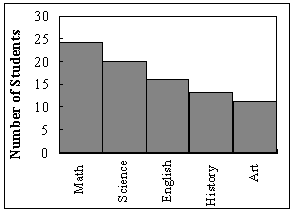 Number of Students
30
25
20
15
10
5
0
Math
Science
English
History
Art